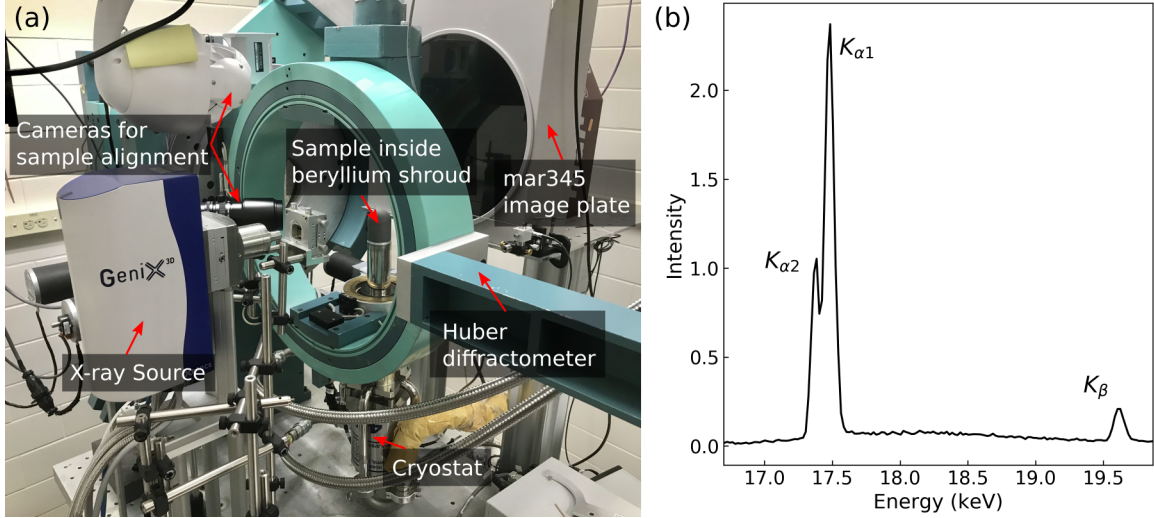 (a)
Cameras for
sample alignment
Sample inside
beryllium shroud
mar345
image plate
GeniX 3D
X-ray Source
Huber
diffractometer
Cryostat
(b)
Kα1
Kα2
Kβ
Intensity
2.0
1.5
1.0
0.5
0.0
17.0 17.5 18.0 18.5 19.0 19.5
Energy (keV)